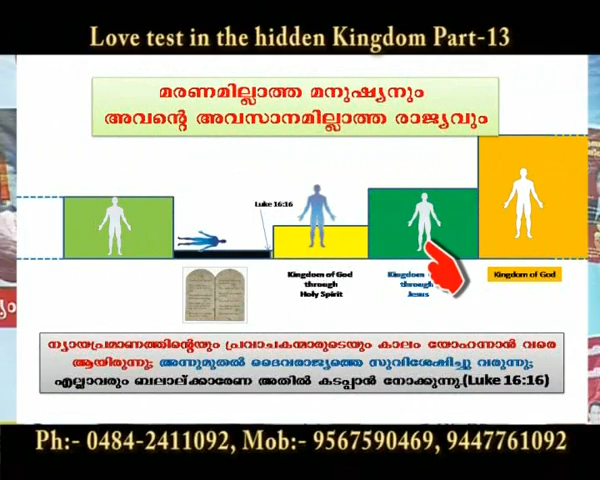 Love test in the hidden Kingdom Part-13
മരണമില്ലാത്ത മനുഷ്യനും
അവന്റെ അവസാനമില്ലാത്ത രാജ്യവും
Luke 16:16
Kingdom of God
through
Holy Spirit
Kingdom
through
Jesus
Kingdom of God
ന്യായപ്രമാണത്തിന്റെയും പ്രവാചകന്മാരുടെയും കാലം യോഹന്നാൻ വരെ
ആയിരുന്നു; അന്നുമുതൽ ദൈവരാജ്യത്തെ സുവിശേഷിച്ചു വരുന്നു;
എല്ലാവരും ബലാല്ക്കാരേണ അതിൽ കടപ്പാൻ നോക്കുന്നു.(Luke 16:16)
Ph:- 0484-2411092, Mob:- 9567590469, 9447761092